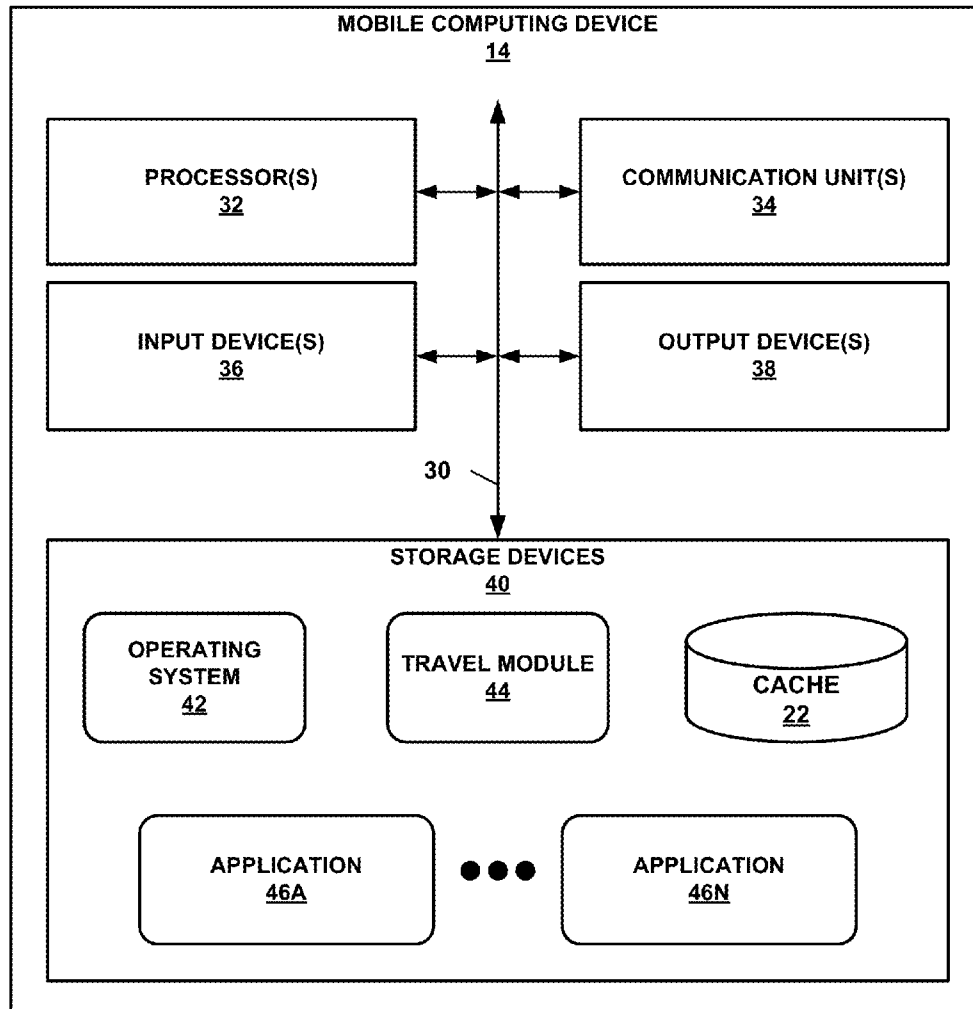 MOBILE COMPUTING DEVICE
14
PROCESSOR(S)
32
COMMUNICATION UNIT(S)
34
INPUT DEVICE(S)
36
OUTPUT DEVICE(S)
38
30
STORAGE DEVICES
40
OPERATING
SYSTEM
42
TRAVEL MODULE
44
CACHE
22
APPLICATION
46A
APPLICATION
46N